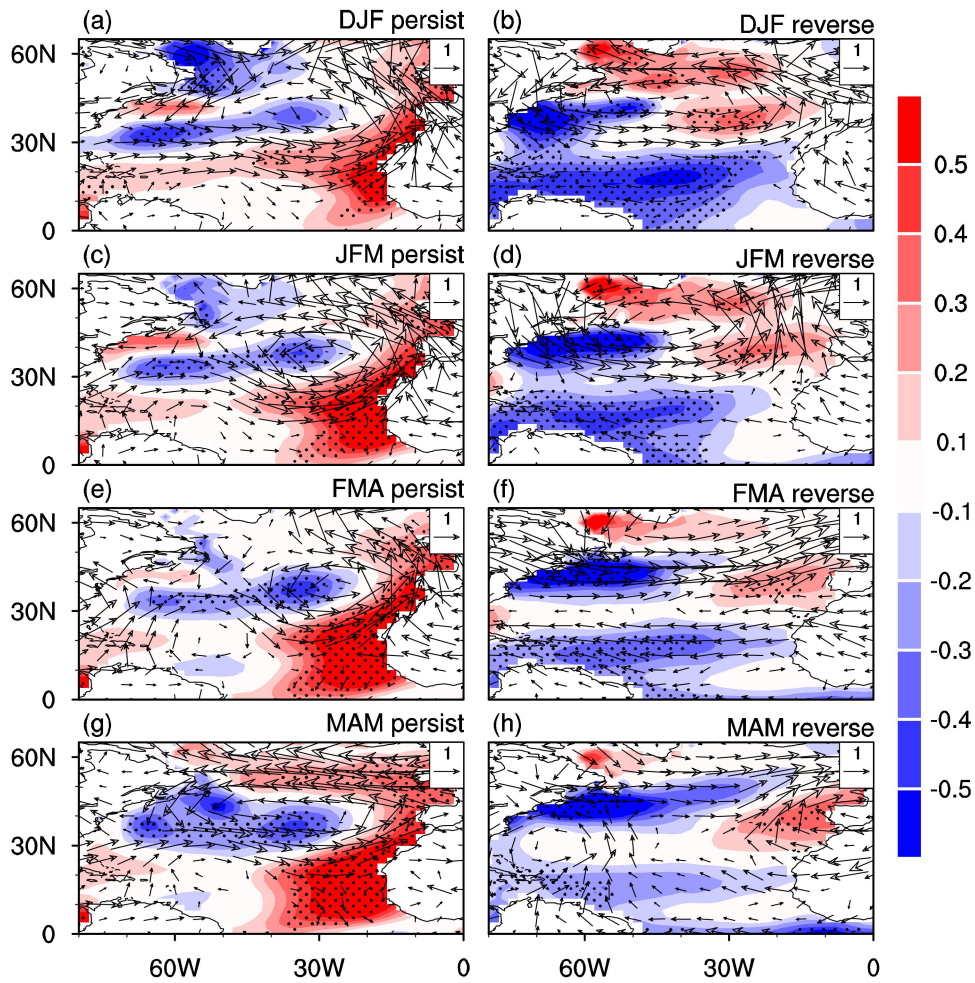 (a) DJF persist
(b) DJF reverse
60N 1 1
30N
0
(c) JFM persist
(d) JFM reverse
60N 1 1
30N
0
(e) FMA persist
(f) FMA reverse
60N 1 1
30N
0
(g) MAM persist
(h) MAM reverse
60N 1 1
30N
0
60W 30W 0
60W 30W 0
0.5
0.4
0.3
0.2
0.1
-0.1
-0.2
-0.3
-0.4
-0.5